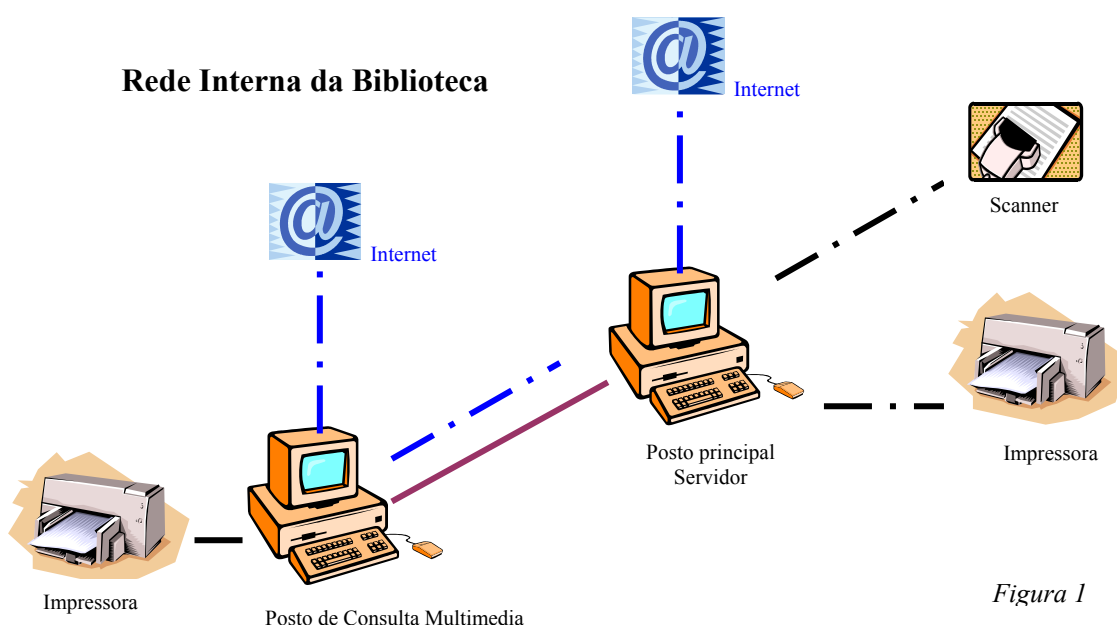 Rede Interna da Biblioteca
Internet
Internet
Scanner
Posto principal
Servidor
Impressora
Impressora
Posto de Consulta Multimedia
Figura 1